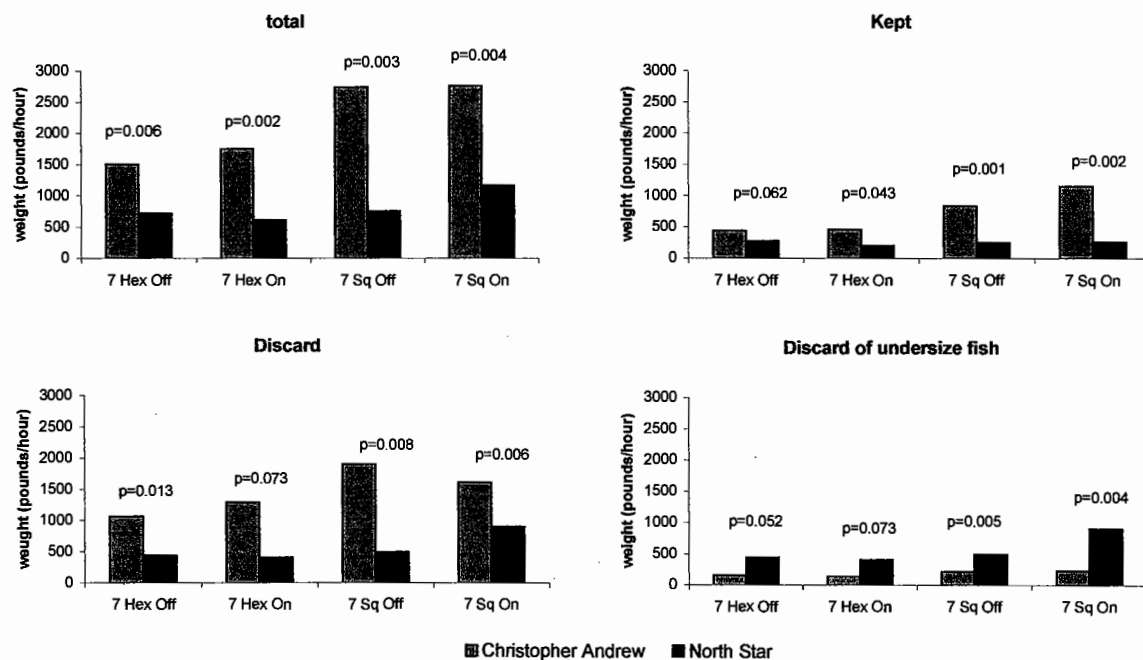 total
weight (pounds/hour)
3000
2500
2000
1500
1000
500
0
p=0.006
p=0.002
p=0.003
p=0.004
7 Hex Off
7 Hex On
7 Sq Off
7 Sq On
Kept
weight (pounds/hour)
3000
2500
2000
1500
1000
500
0
p=0.062
p=0.043
p=0.001
p=0.002
7 Hex Off
7 Hex On
7 Sq Off
7 Sq On
Discard
weught (pounds/hour)
3000
2500
2000
1500
1000
500
0
p=0.013
p=0.073
p=0.008
p=0.006
7 Hex Off
7 Hex On
7 Sq Off
7 Sq On
Discard of undersize fish
weight (pounds/hour)
3000
2500
2000
1500
1000
500
0
p=0.052
p=0.073
p=0.005
p=0.004
7 Hex Off
7 Hex On
7 Sq Off
7 Sq On
Christopher Andrew
North Star